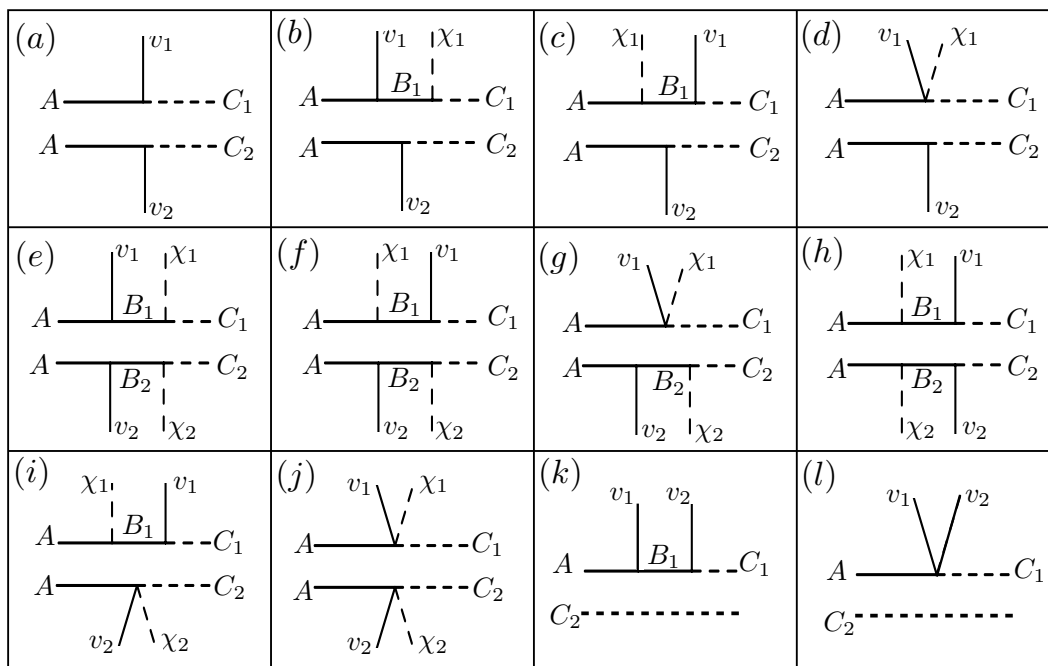 (a) v₁
A C₁
A C₂
v₂
(b) v₁ χ₁
B₁
A C₁
A C₂
v₂
(c) χ₁ v₁
B₁
A C₁
A C₂
v₂
(d) v₁ χ₁
A C₁
A C₂
v₂
(e) v₁ χ₁
B₁
A C₁
A C₂
B₂
v₂ χ₂
(f) χ₁ v₁
B₁
A C₁
A C₂
v₂ χ₂
(g) v₁ χ₁
A C₁
A C₂
B₂
v₂ χ₂
(h) χ₁ v₁
B₁
A C₁
A C₂
B₂
χ₂ v₂
(i) χ₁ v₁
B₁
A C₁
A C₂
v₂ χ₂
(j) v₁ χ₁
A C₁
A C₂
v₂ χ₂
(k) v₁ v₂
B₁
A C₁
C₂
(l) v₁ v₂
A C₁
C₂